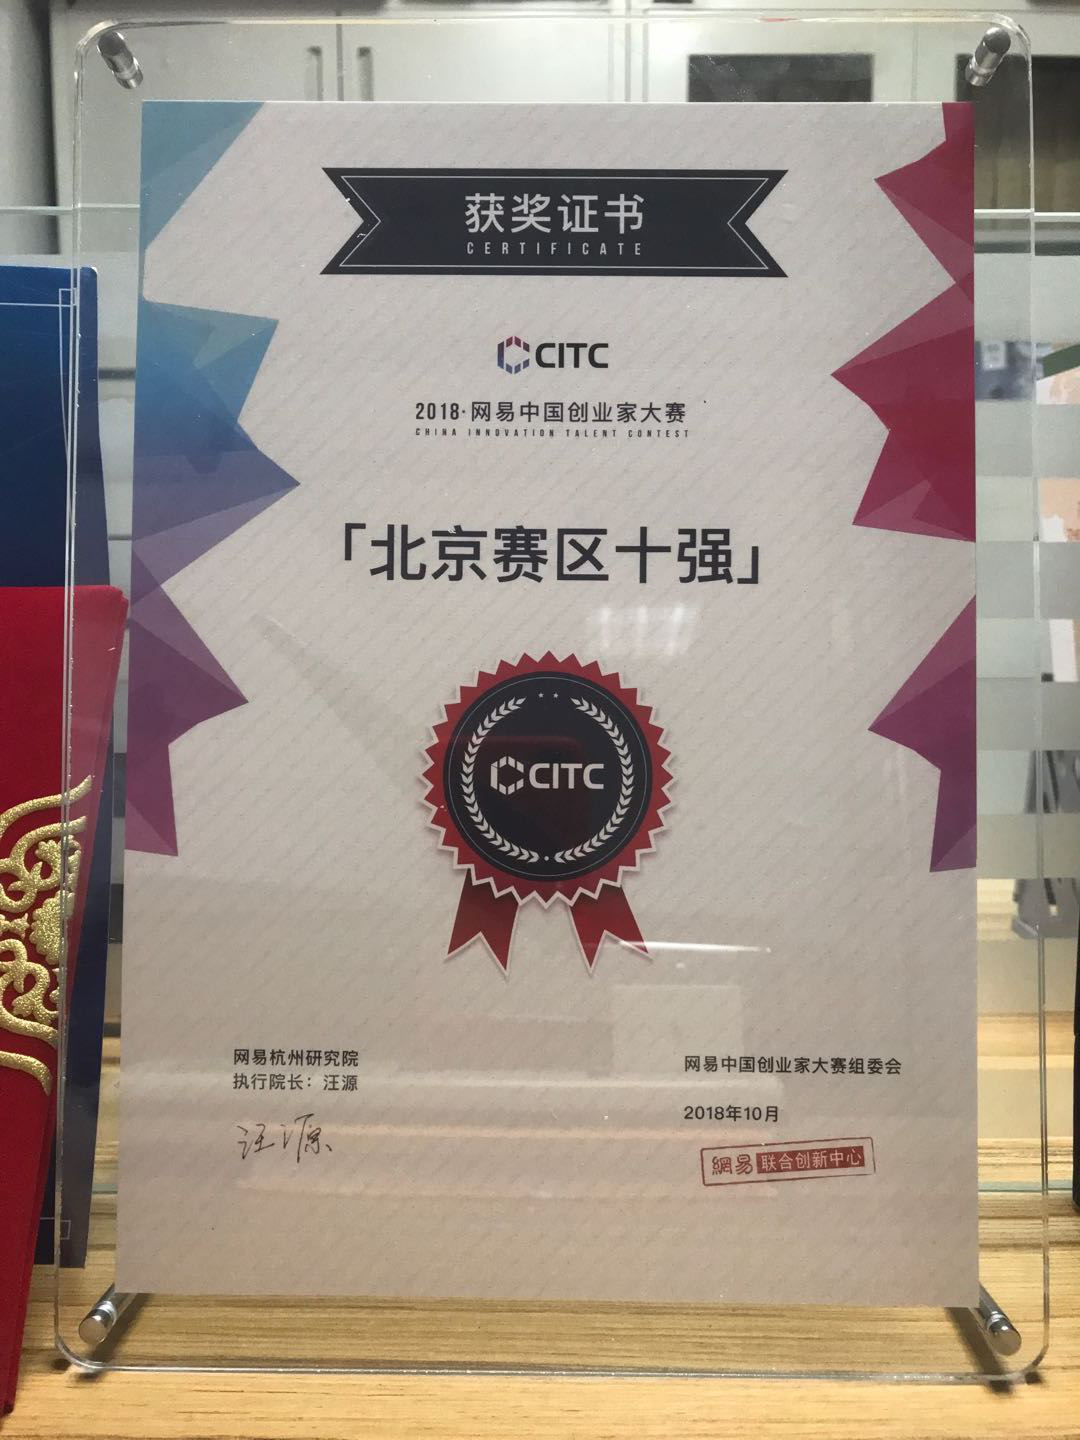 获奖证书
CERTIFICATE
CITC
2018·网易中国创业家大赛
CHINA INNOVATION TALENT CONTEST
「北京赛区十强」
CITC
网易杭州研究院
执行院长：汪源
汪源
网易中国创业家大赛组委会
2018年10月
網易 联合创新中心